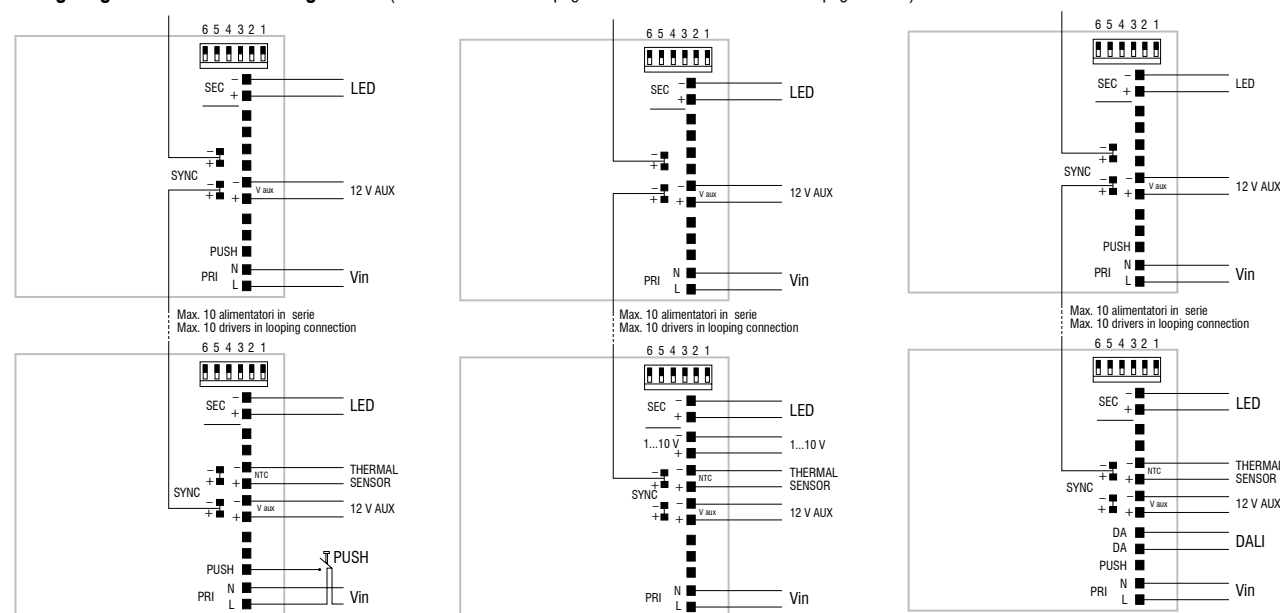 6 5 4 3 2 1
SEC
-
+
LED
-
+
SYNC
-
+
-
+
V aux
12 V AUX
PUSH
PRI
N
L
Vin
Max. 10 alimentatori in serie
Max. 10 drivers in looping connection
6 5 4 3 2 1
SEC
-
+
LED
-
+
SYNC
-
+
-
+
NTC
THERMAL
SENSOR
-
+
V aux
12 V AUX
PUSH
PUSH
PRI
N
L
Vin
6 5 4 3 2 1
SEC
-
+
LED
-
+
-
+
-
+
V aux
12 V AUX
PRI
N
L
Vin
Max. 10 alimentatori in serie
Max. 10 drivers in looping connection
6 5 4 3 2 1
SEC
-
+
LED
1...10 V
-
+
1...10 V
-
+
SYNC
-
+
-
+
NTC
THERMAL
SENSOR
-
+
V aux
12 V AUX
PRI
N
L
Vin
6 5 4 3 2 1
SEC
-
+
LED
-
+
SYNC
-
+
-
+
V aux
12 V AUX
PUSH
PRI
N
L
Vin
Max. 10 alimentatori in serie
Max. 10 drivers in looping connection
6 5 4 3 2 1
SEC
-
+
LED
-
+
SYNC
-
+
-
+
NTC
THERMAL
SENSOR
-
+
V aux
12 V AUX
DA
DA
DALI
PUSH
PRI
N
L
Vin